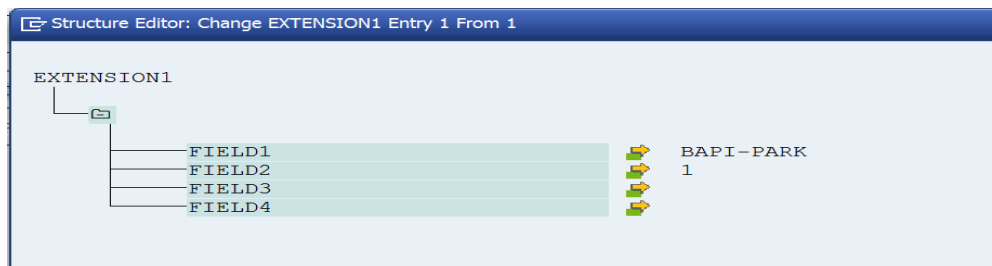 Structure Editor: Change EXTENSION1 Entry 1 From 1
EXTENSION1
FIELD1 BAPI-PARK
FIELD2 1
FIELD3
FIELD4